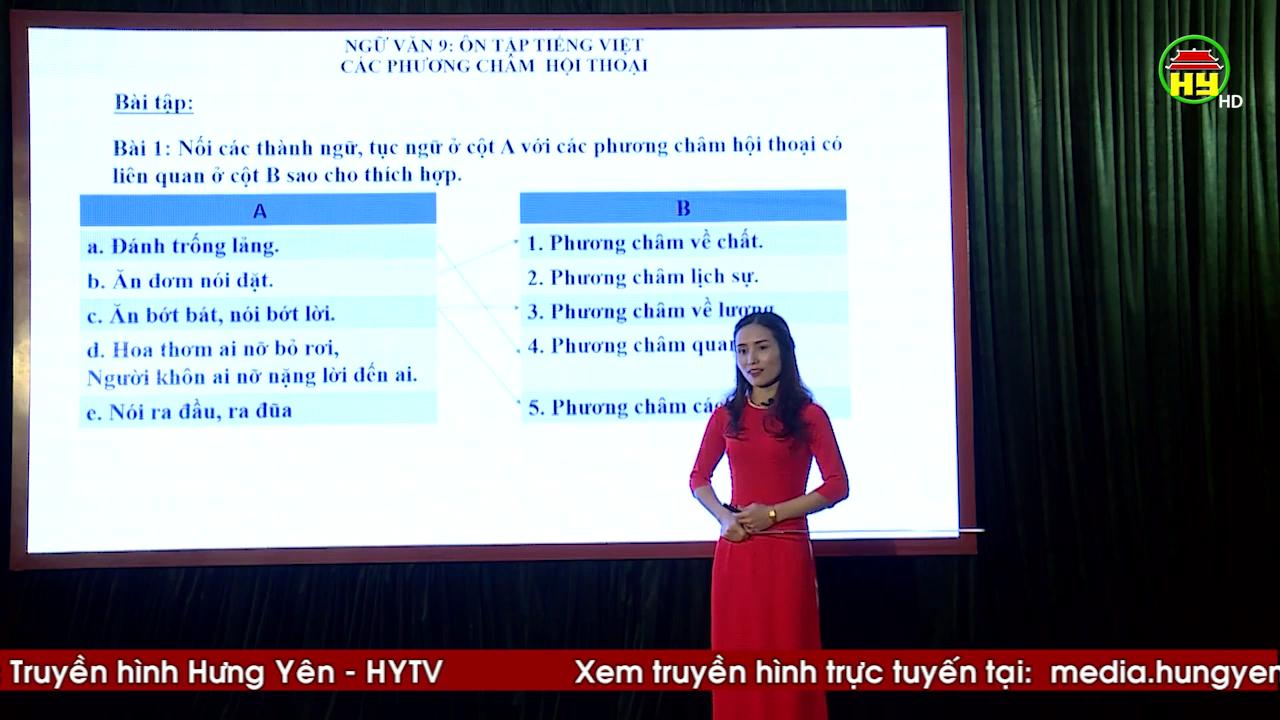 NGỮ VĂN 9: ÔN TẬP TIẾNG VIỆT
CÁC PHƯƠNG CHÂM HỘI THOẠI
Bài tập:
Bài 1: Nối các thành ngữ, tục ngữ ở cột A với các phương châm hội thoại có
liên quan ở cột B sao cho thích hợp.
A
a. Đánh trống lảng.
b. Ăn đơm nói đặt.
c. Ăn bớt bát, nói bớt lời.
d. Hoa thơm ai nỡ bỏ rơi,
Người khôn ai nỡ nặng lời đến ai.
e. Nói ra đầu, ra đũa
B
1. Phương châm về chất.
2. Phương châm lịch sự.
3. Phương châm về lượng
4. Phương châm quan
5. Phương châm các
HY HD
Truyền hình Hưng Yên - HYTV
Xem truyền hình trực tuyến tại: media.hungyen